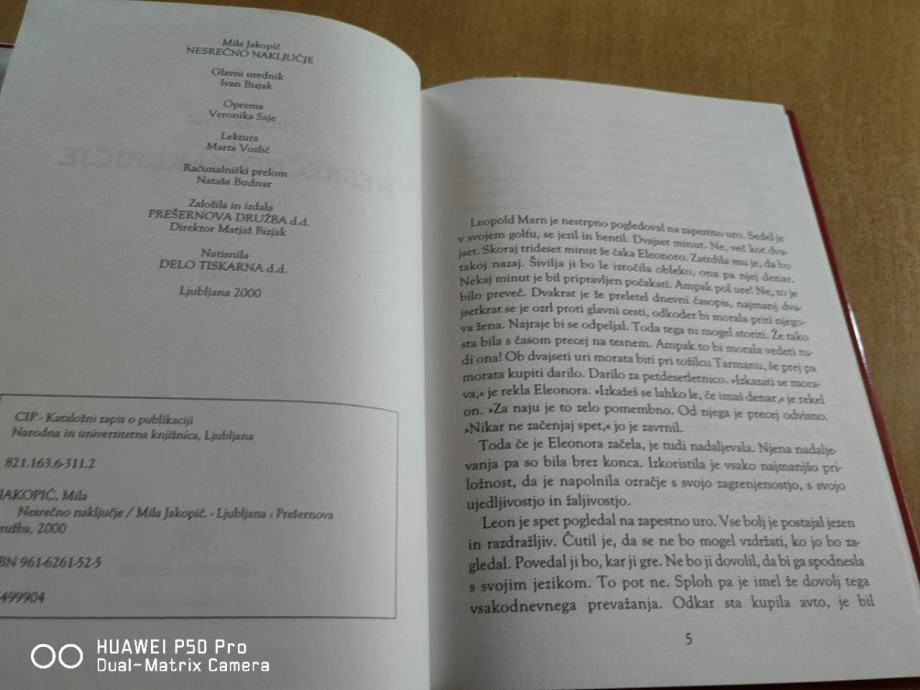 Mila Jakopič
NESREČNO NAKLJUČJE
Glavni urednik
Ivan Bizjak
Oprema
Veronika Saje
Lektura
Marta Vozlič
Računalniški prelom
Nataša Budnar
Založila in izdala
PREŠERNOVA DRUŽBA d.d.
Direktor Matjaž Bizjak
Natisnila
DELO TISKARNA d.d.
Ljubljana 2000
CIP - Kataložni zapis o publikaciji
Narodna in univerzitetna knjižnica, Ljubljana
821.163.6-311.2
JAKOPIČ, Mila
Nesrečno naključje / Mila Jakopič. - Ljubljana : Prešernova
družba, 2000
BN 961-6261-52-5
499904
Leopold Marn je nestrpno pogledoval na zapestno uro. Sedel je
v svojem golfu, se jezil in bentil. Dvajset minut. Ne, več kot dva-
jset. Skoraj trideset minut že čaka Eleonoro. Zatrdila mu je, da bo
takoj nazaj. Šivilja ji bo le izročila obleko, ona pa njej denar.
Nekaj minut je bil pripravljen počakati. Ampak pol ure! Ne, to je
bilo preveč. Dvakrat je že preletel dnevni časopis, najmanj dva-
jsetkrat se je ozrl proti glavni cesti, odkoder bi morala priti njego-
va žena. Najraje bi se odpeljal. Toda tega ni mogel storiti. Že tako
sta bila s časom precej na tesnem. Ampak to bi morala vedeti tu-
di ona! Ob dvajseti uri morata biti pri tožilcu Tarmanu, še prej pa
morata kupiti darilo. Darilo za petdesetletnico. »Izkazati se mora-
va,« je rekla Eleonora. »Izkažeš se lahko le, če imaš denar,« je rekel
on. »Za naju je to zelo pomembno. Od njega je precej odvisno.
»Nikar ne začenjaj spet,« jo je zavrnil.
Toda če je Eleonora začela, je tudi nadaljevala. Njena nadalje-
vanja pa so bila brez konca. Izkoristila je vsako najmanjšo pri-
ložnost, da je napolnila ozračje s svojo zagrenjenostjo, s svojo
ujedljivostjo in žaljivostjo.
Leon je spet pogledal na zapestno uro. Vse bolj je postajal jezen
in razdražljiv. Čutil je, da se ne bo mogel vzdržati, ko jo bo za-
gledal. Povedal ji bo, kar ji gre. Ne bo ji dovolil, da bi ga spodnesla
s svojim jezikom. To pot ne. Sploh pa je imel že dovolj tega
vsakodnevnega prevažanja. Odkar sta kupila avto, je bil
5
HUAWEI P50 Pro
Dual-Matrix Camera